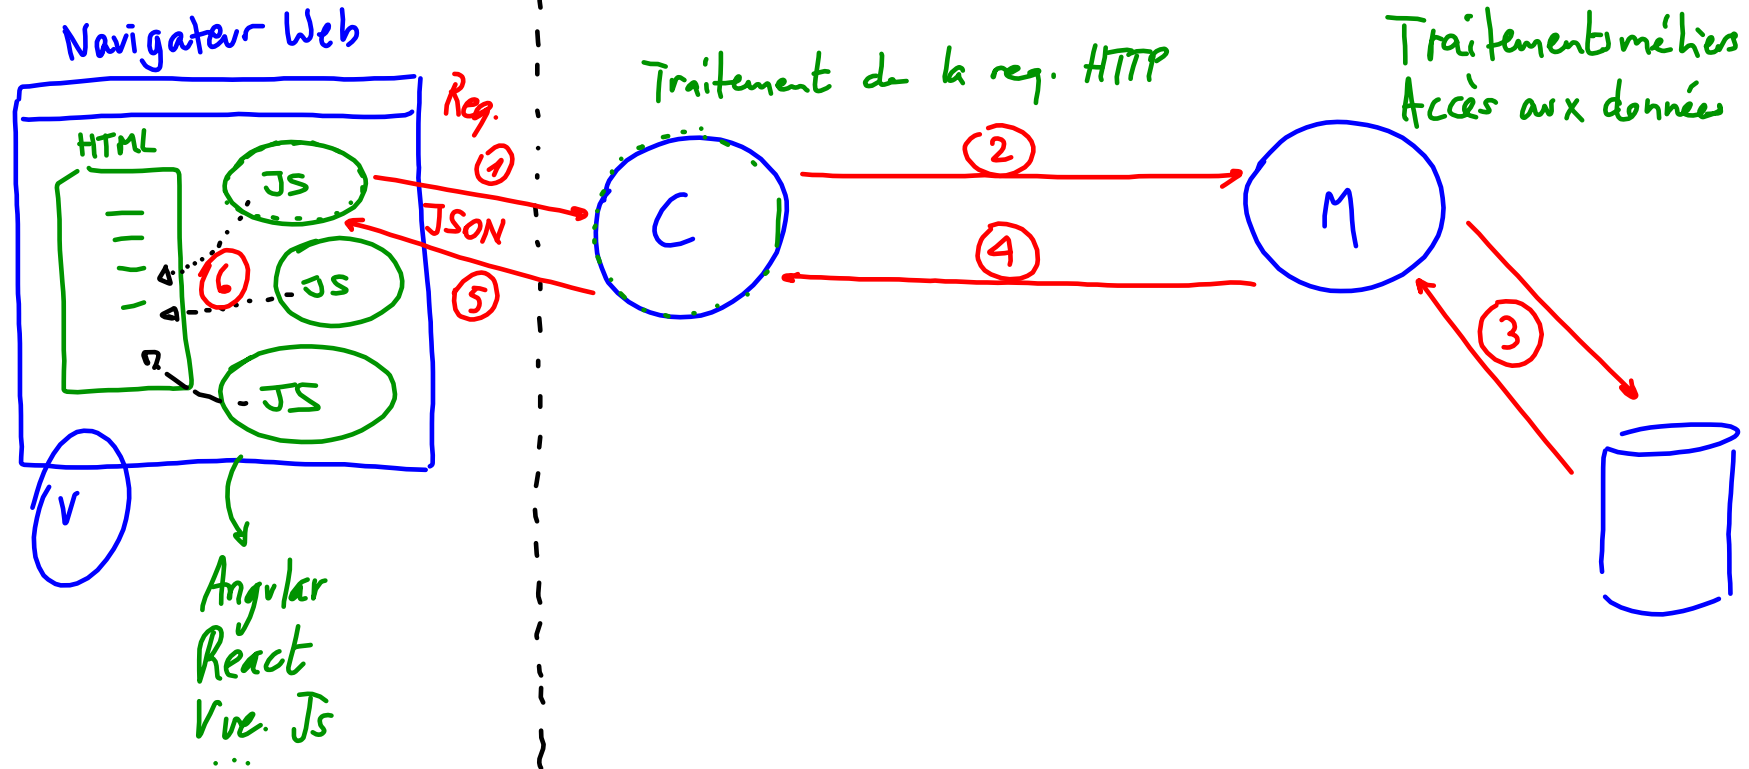 Navigateur Web
HTML
JS
JS
JS
6
V
Angular
React
Vue. Js
...
Req.
1
JSON
5
Traitement de la req. HTTP
C
2
4
Traitements métiers
Accès aux données
M
3